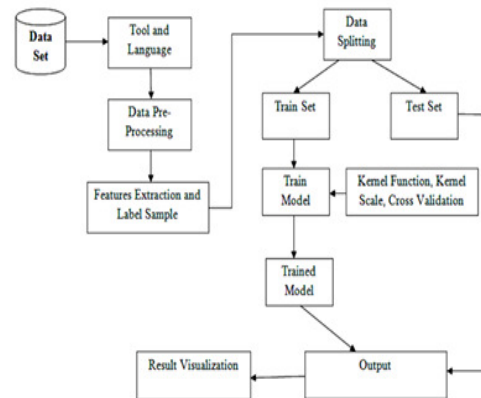 Data
Set
Tool and
Language
Data Pre-
Processing
Features Extraction and
Label Sample
Data
Splitting
Train Set
Test Set
Train
Model
Kernel Function, Kernel
Scale, Cross Validation
Trained
Model
Output
Result Visualization